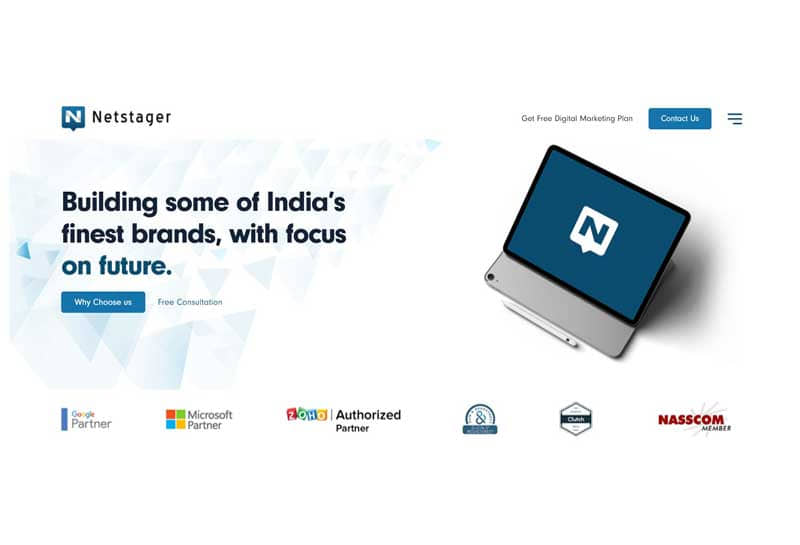 N Netstager
Get Free Digital Marketing Plan
Contact Us
Building some of India's
finest brands, with focus
on future.
Why Choose us
Free Consultation
N
Google
Partner
Microsoft
Partner
ZOHO | Authorized
Partner
&
Clutch
NASSCOM
MEMBER